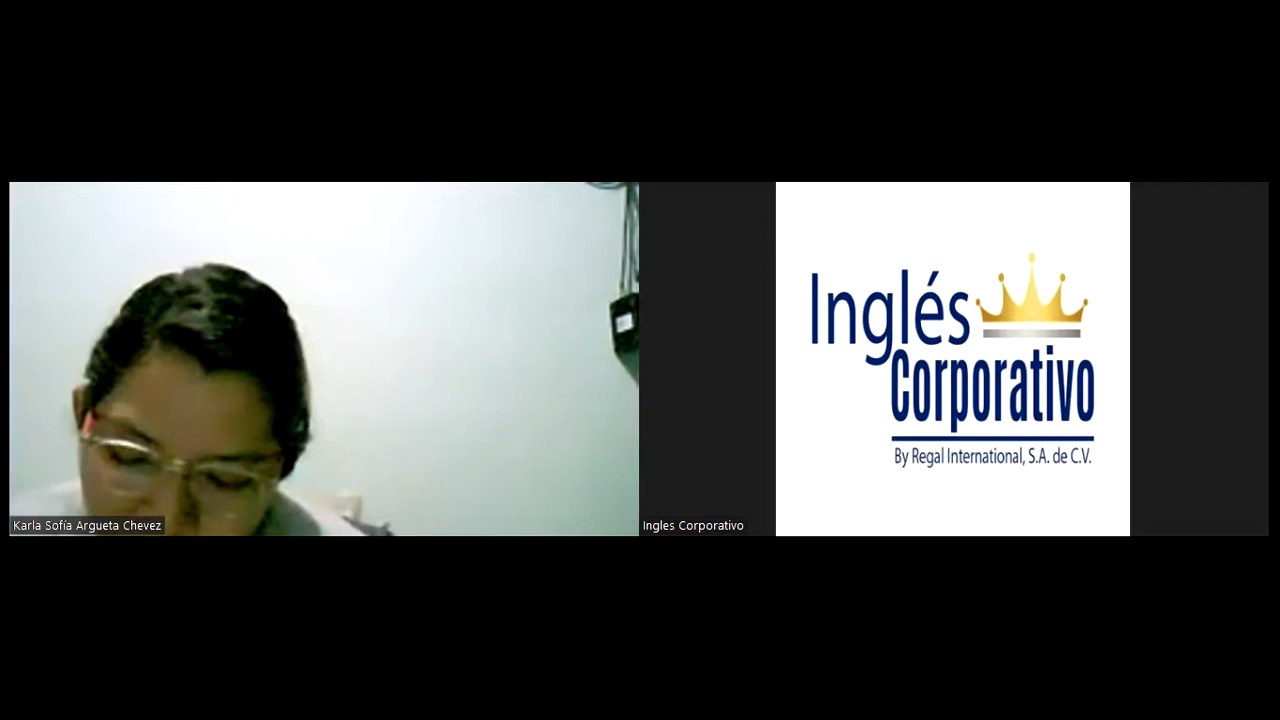 Inglés
Corporativo
By Regal International, S.A. de C.V.
Karla Sofía Argueta Chevez
Ingles Corporativo